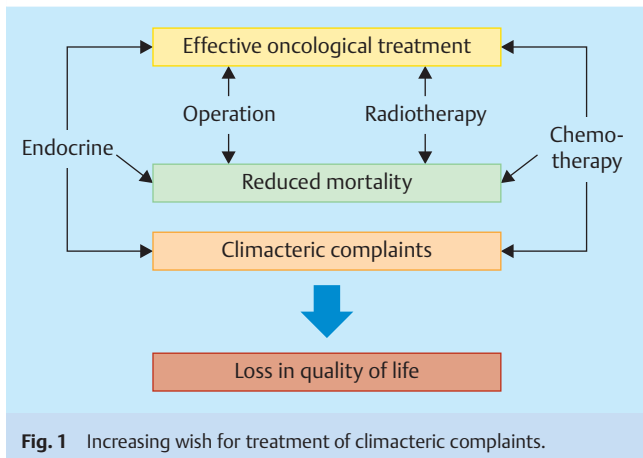 Effective oncological treatment
Operation
Radiotherapy
Endocrine
Chemo-
therapy
Reduced mortality
Climacteric complaints
Loss in quality of life
Fig. 1 Increasing wish for treatment of climacteric complaints.